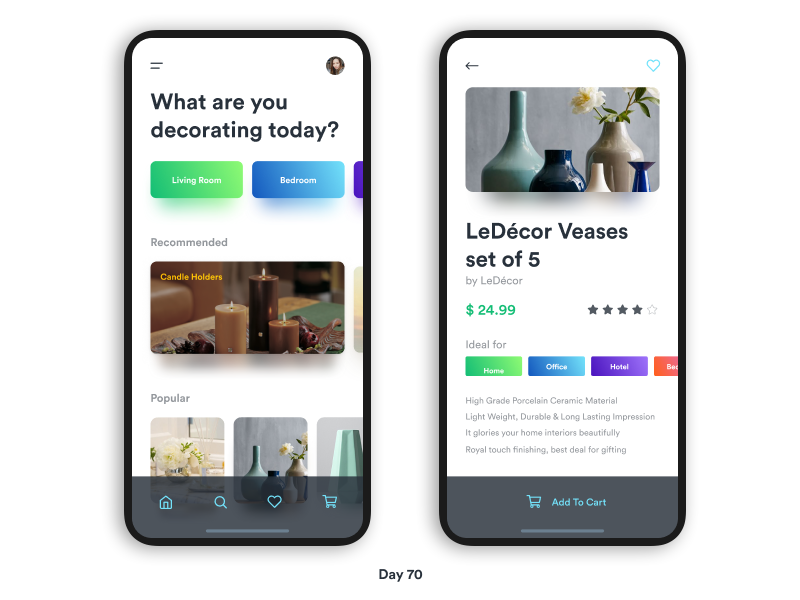 What are you
decorating today?
Living Room
Bedroom
Recommended
Candle Holders
Popular
LeDécor Veases
set of 5
by LeDécor
$ 24.99
Ideal for
Home
Office
Hotel
High Grade Porcelain Ceramic Material
Light Weight, Durable & Long Lasting Impression
It glories your home interiors beautifully
Royal touch finishing, best deal for gifting
Add To Cart
Day 70